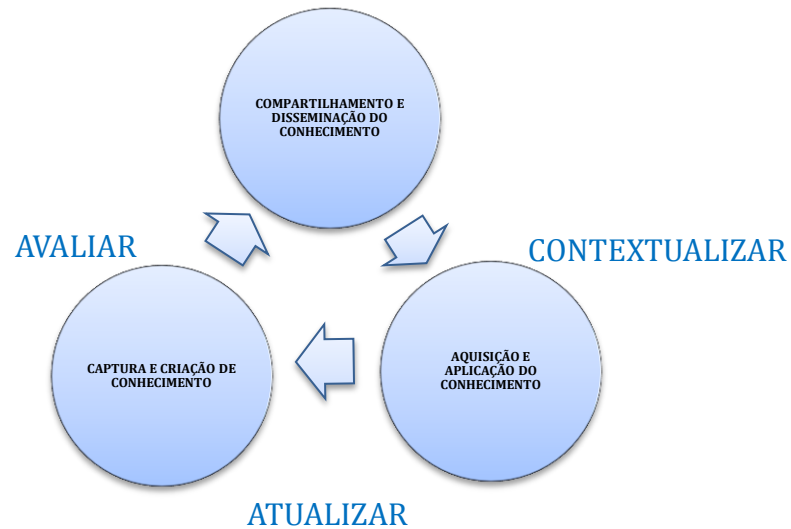 COMPARTILHAMENTO E
DISSEMINAÇÃO DO
CONHECIMENTO
AVALIAR
CONTEXTUALIZAR
CAPTURA E CRIAÇÃO DE
CONHECIMENTO
AQUISIÇÃO E
APLICAÇÃO DO
CONHECIMENTO
ATUALIZAR